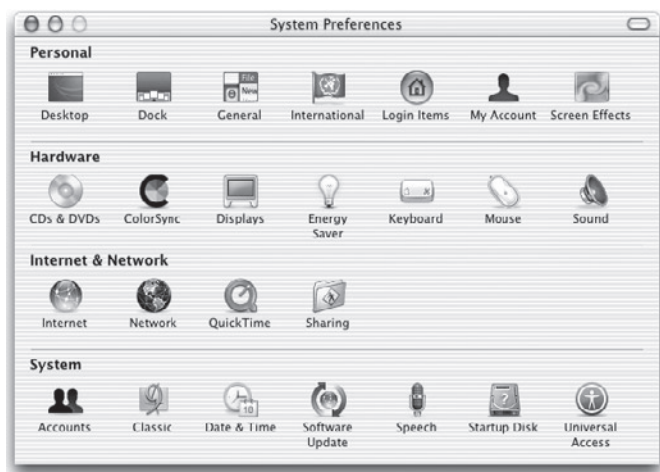 System Preferences
Personal
Desktop Dock General International Login Items My Account Screen Effects
Hardware
CDs & DVDs ColorSync Displays Energy Saver Keyboard Mouse Sound
Internet & Network
Internet Network QuickTime Sharing
System
Accounts Classic Date & Time Software Update Speech Startup Disk Universal Access